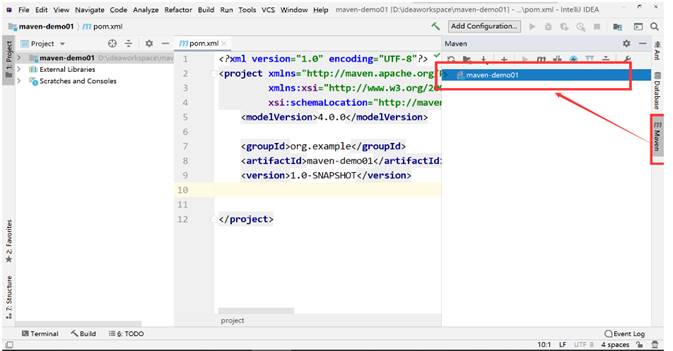 File Edit View Navigate Code Analyze Refactor Build Run Tools VCS Window Help maven-demo01 [D:\ideaworkspace\maven-demo01] - ...\pom.xml - IntelliJ IDEA
maven-demo01 pom.xml
Add Configuration...
1: Project
Project
maven-demo01 D:\ideaworkspace\maven-demo01
External Libraries
Scratches and Consoles
pom.xml
1 <?xml version="1.0" encoding="UTF-8"?>
2 <project xmlns="http://maven.apache.org/
3 xmlns:xsi="http://www.w3.org/200
4 xsi:schemaLocation="http://maven
5 <modelVersion>4.0.0</modelVersion>
6
7 <groupId>org.example</groupId>
8 <artifactId>maven-demo01</artifactId>
9 <version>1.0-SNAPSHOT</version>
10
11
12 </project>
project
Maven
maven-demo01
Ant
Database
Maven
2: Favorites
7: Structure
Terminal Build 6: TODO
Event Log
10:1 LF UTF-8 4 spaces